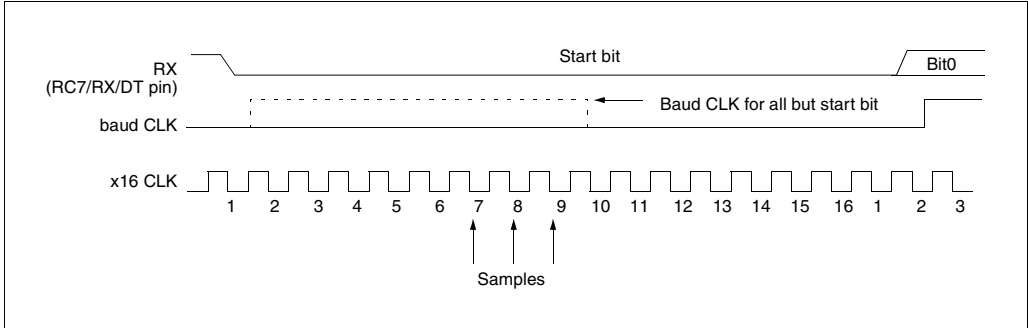 Start bit
Bit0
RX
(RC7/RX/DT pin)
Baud CLK for all but start bit
baud CLK
x16 CLK
1 2 3 4 5 6 7 8 9 10 11 12 13 14 15 16 1 2 3
Samples